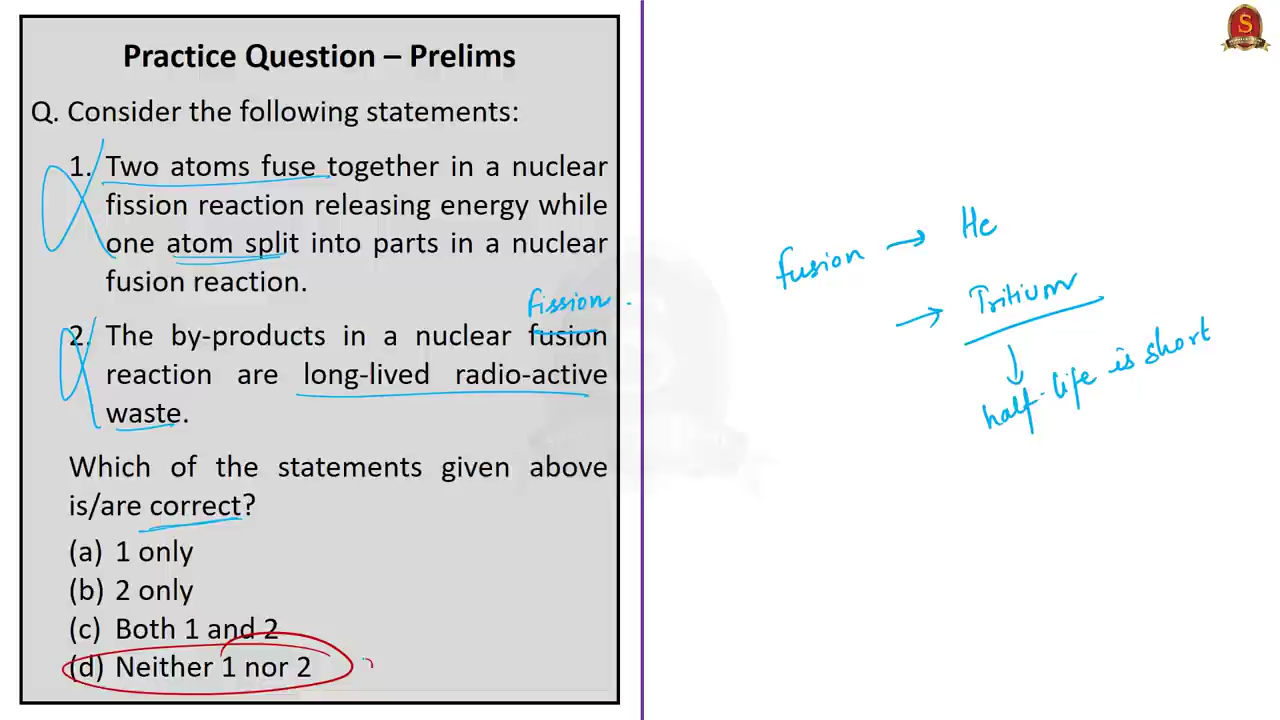 Practice Question – Prelims
Q. Consider the following statements:
1. Two atoms fuse together in a nuclear
fission reaction releasing energy while
one atom split into parts in a nuclear
fusion reaction.
fission.
2. The by-products in a nuclear fusion
reaction are long-lived radio-active
waste.
Which of the statements given above
is/are correct?
(a) 1 only
(b) 2 only
(c) Both 1 and 2
(d) Neither 1 nor 2
fusion → He
→ Tritium
half-life is short
S